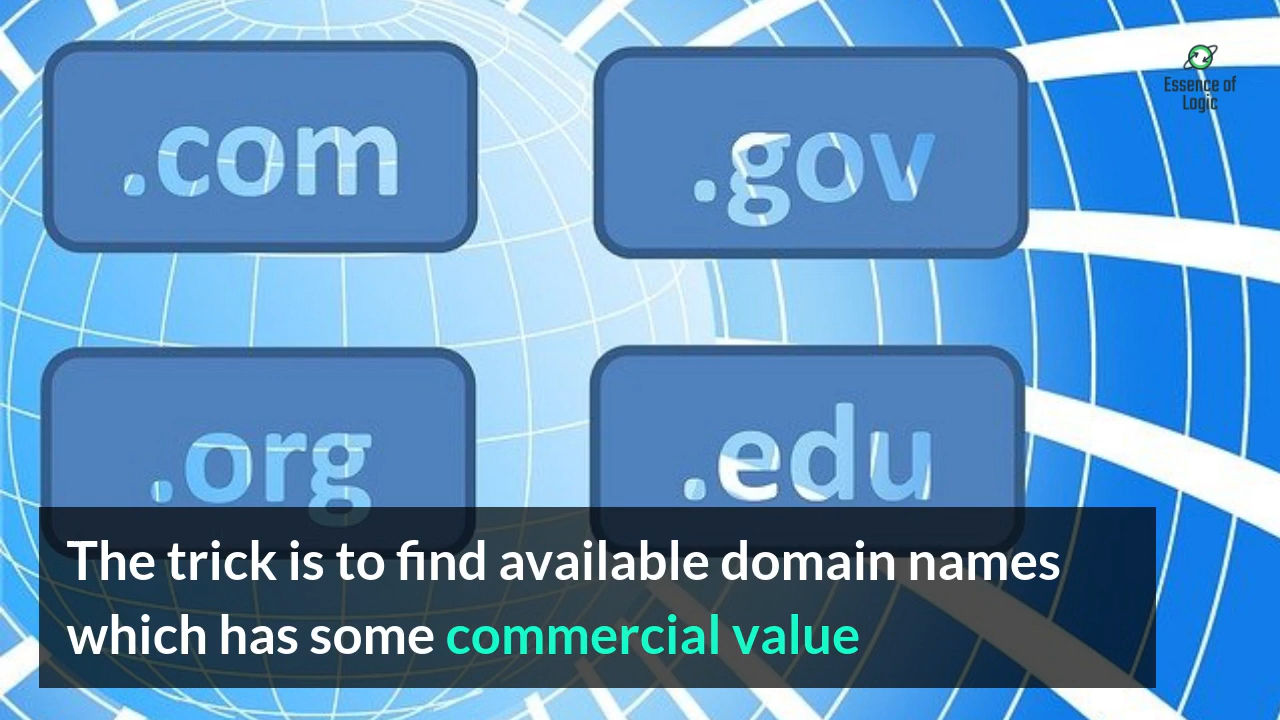 .com
.gov
Essence of
Logic
.org
.edu
The trick is to find available domain names
which has some commercial value